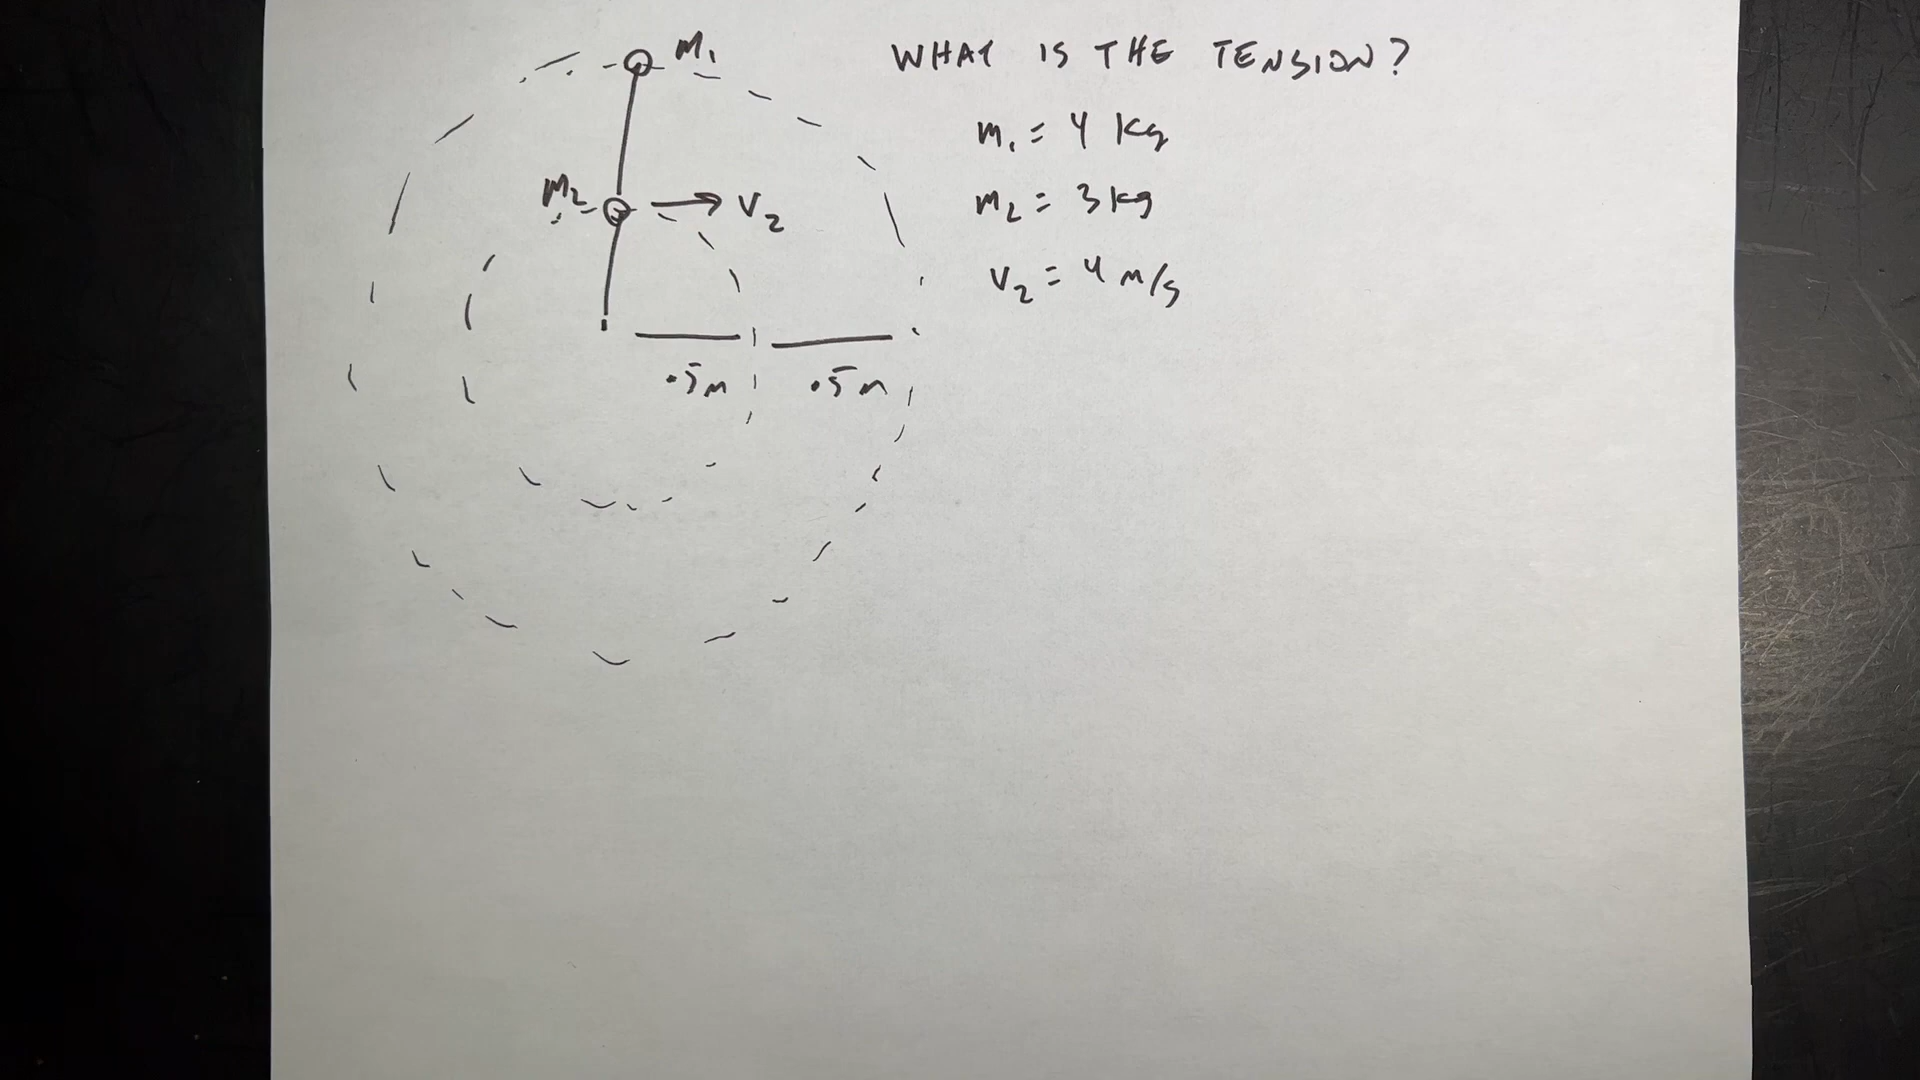 m₁
WHAT IS THE TENSION?
m₁ = 4 kg
m₂
V₂
m₂ = 3 kg
V₂ = 4 m/s
.5m
.5m